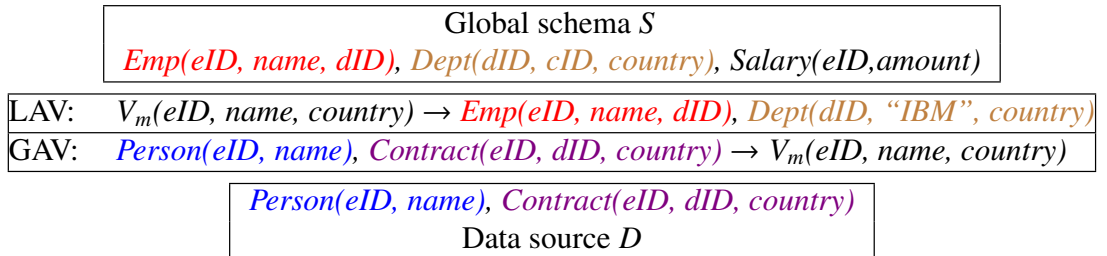 Global schema S
Emp(eID, name, dID), Dept(dID, cID, country), Salary(eID,amount)
LAV: Vm(eID, name, country) → Emp(eID, name, dID), Dept(dID, “IBM”, country)
GAV: Person(eID, name), Contract(eID, dID, country) → Vm(eID, name, country)
Person(eID, name), Contract(eID, dID, country)
Data source D